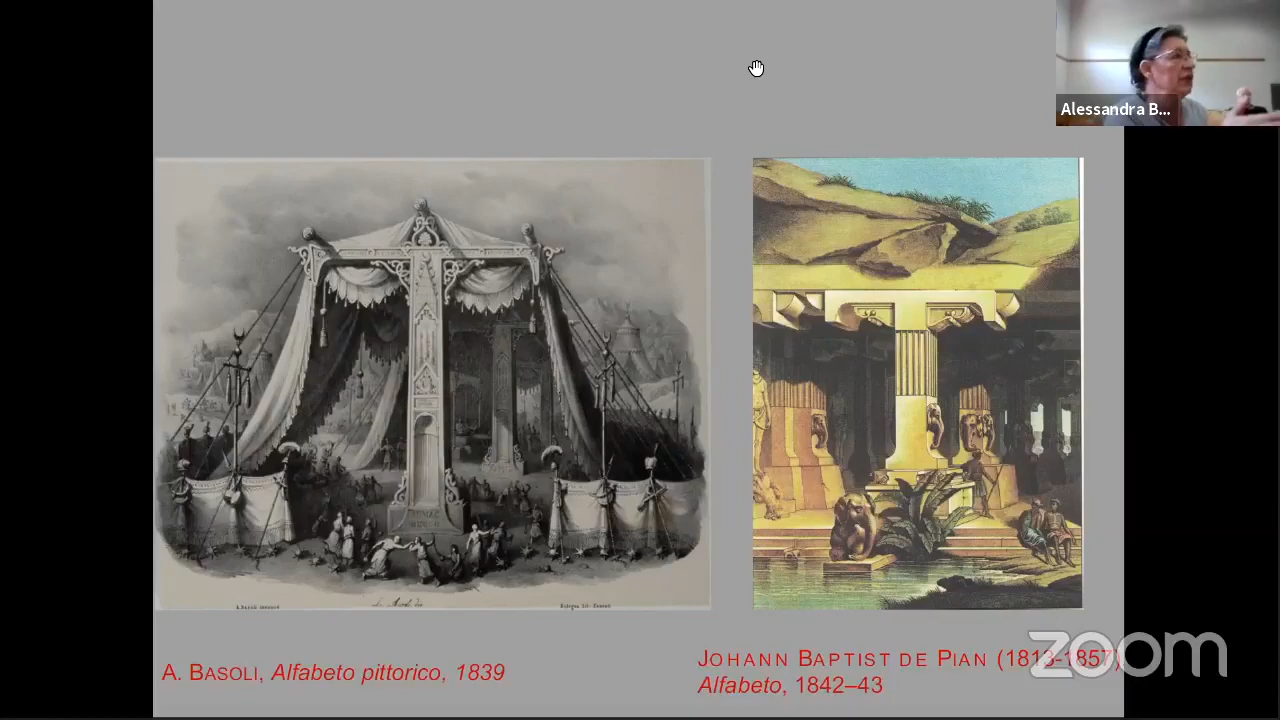 Alessandra B...
A. BASOLI, Alfabeto pittorico, 1839
JOHANN BAPTIST DE PIAN (1813-1857)
Alfabeto, 1842–43
zoom